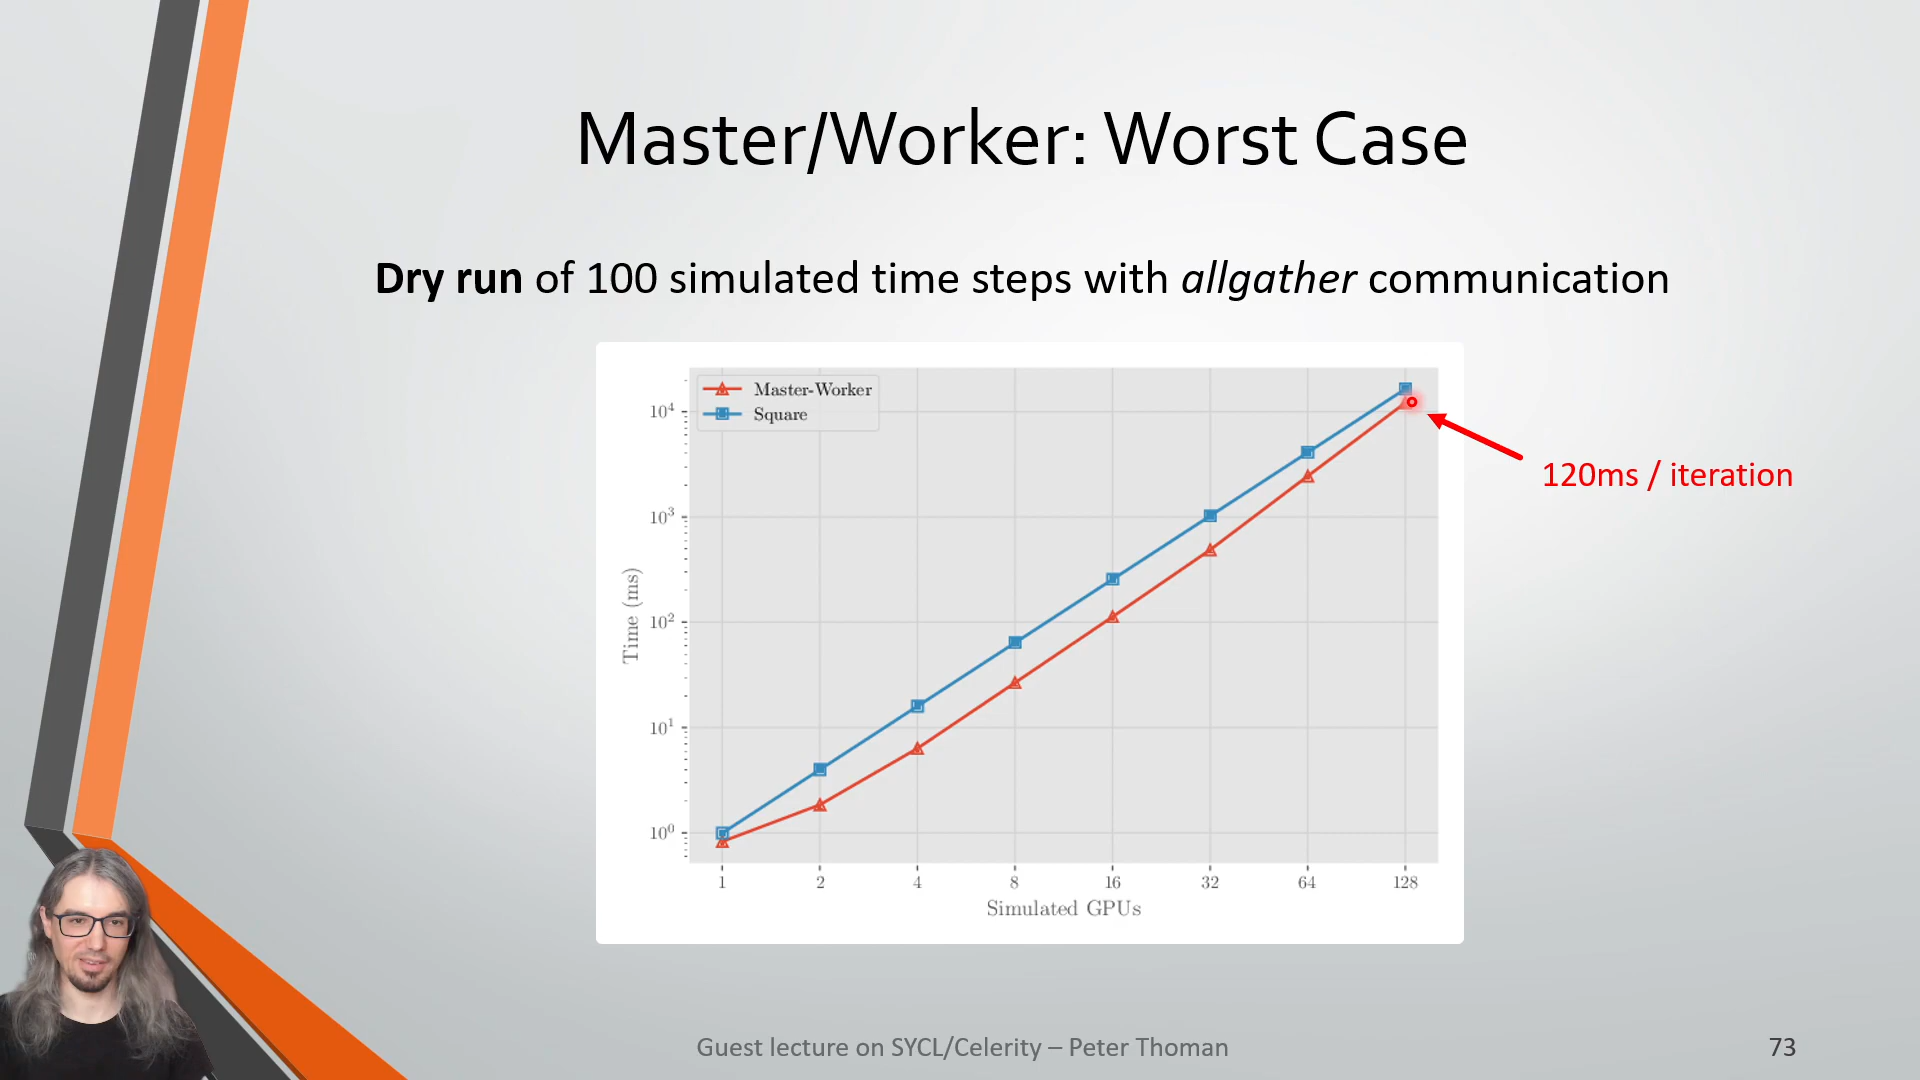 Master/Worker: Worst Case
Dry run of 100 simulated time steps with allgather communication
Master-Worker
Square
10⁴
10³
10²
10¹
10⁰
Time (ms)
1 2 4 8 16 32 64 128
Simulated GPUs
120ms / iteration
Guest lecture on SYCL/Celerity – Peter Thoman
73